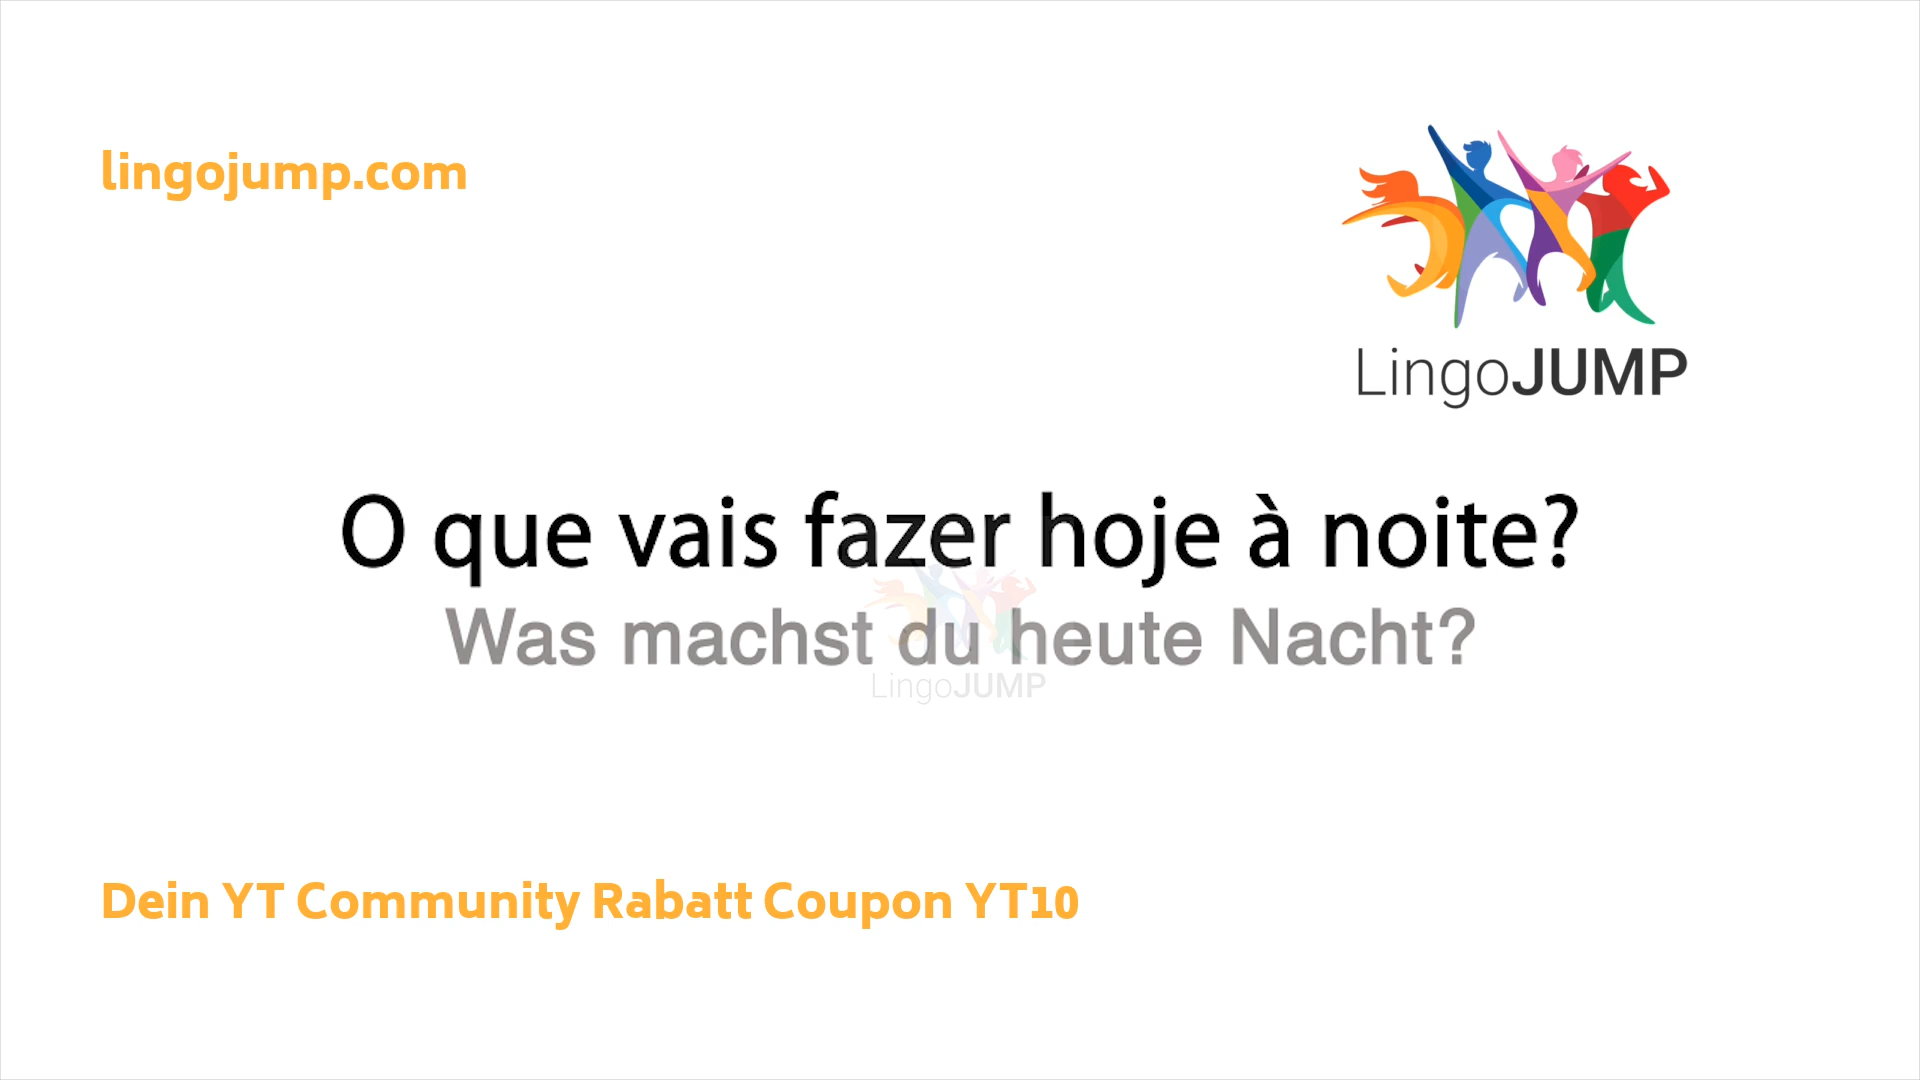 lingojump.com
LingoJUMP
O que vais fazer hoje à noite?
Was machst du heute Nacht?
LingoJUMP
Dein YT Community Rabatt Coupon YT10